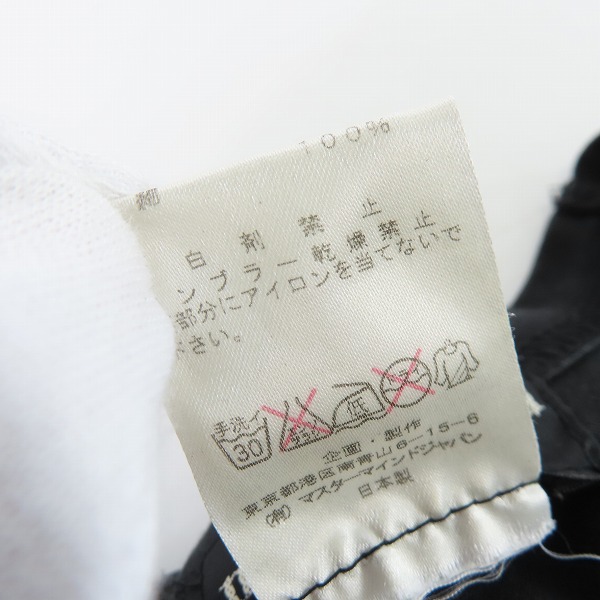 綿 100%
白剤禁止
ンブラー乾燥禁止
部分にアイロンを当てないで
さい。
手洗イ
30 低
企画・製作
東京都港区南青山6-15-6
(有)マスターマインドジャパン
日本製